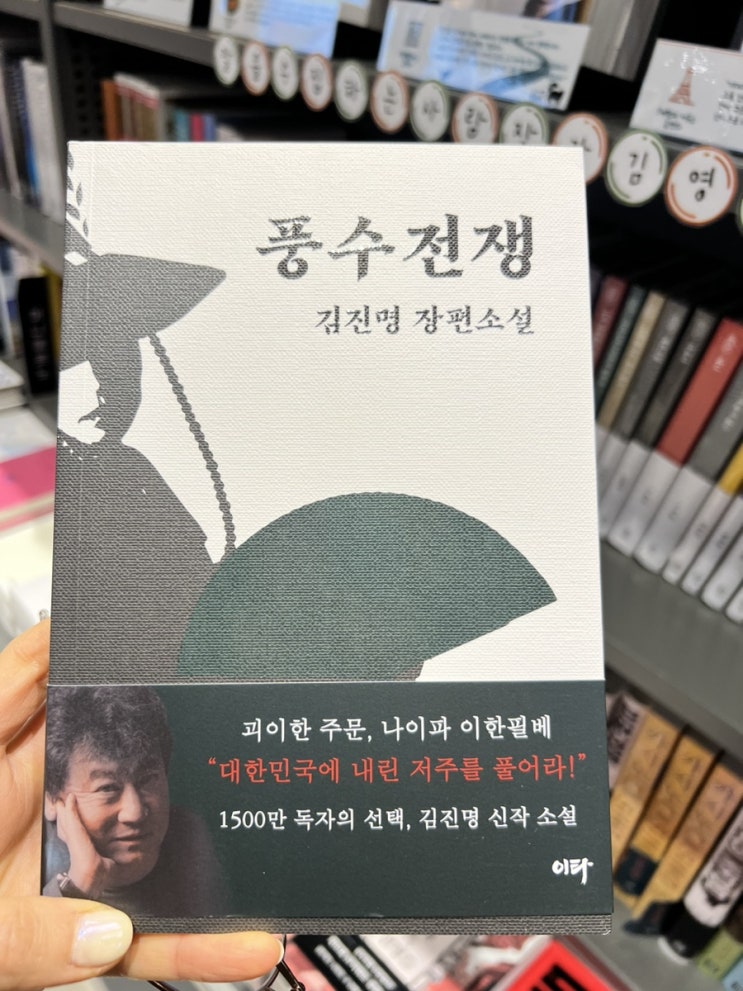 김
영
풍수전쟁
김진명 장편소설
괴이한 주문, 나이파 이한필베
“대한민국에 내린 저주를 풀어라!”
1500만 독자의 선택, 김진명 신작 소설
이타